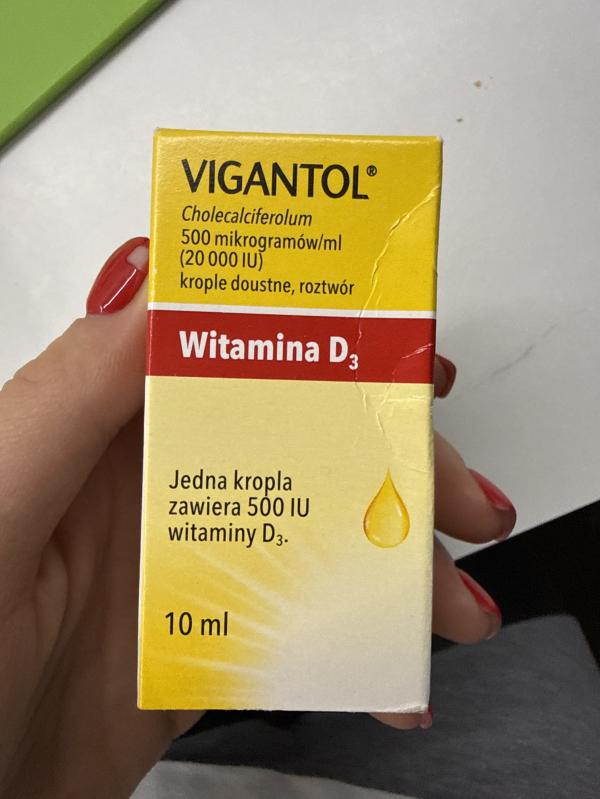 VIGANTOL®
Cholecalciferolum
500 mikrogramów/ml
(20 000 IU)
krople doustne, roztwór
Witamina D₃
Jedna kropla
zawiera 500 IU
witaminy D₃.
10 ml